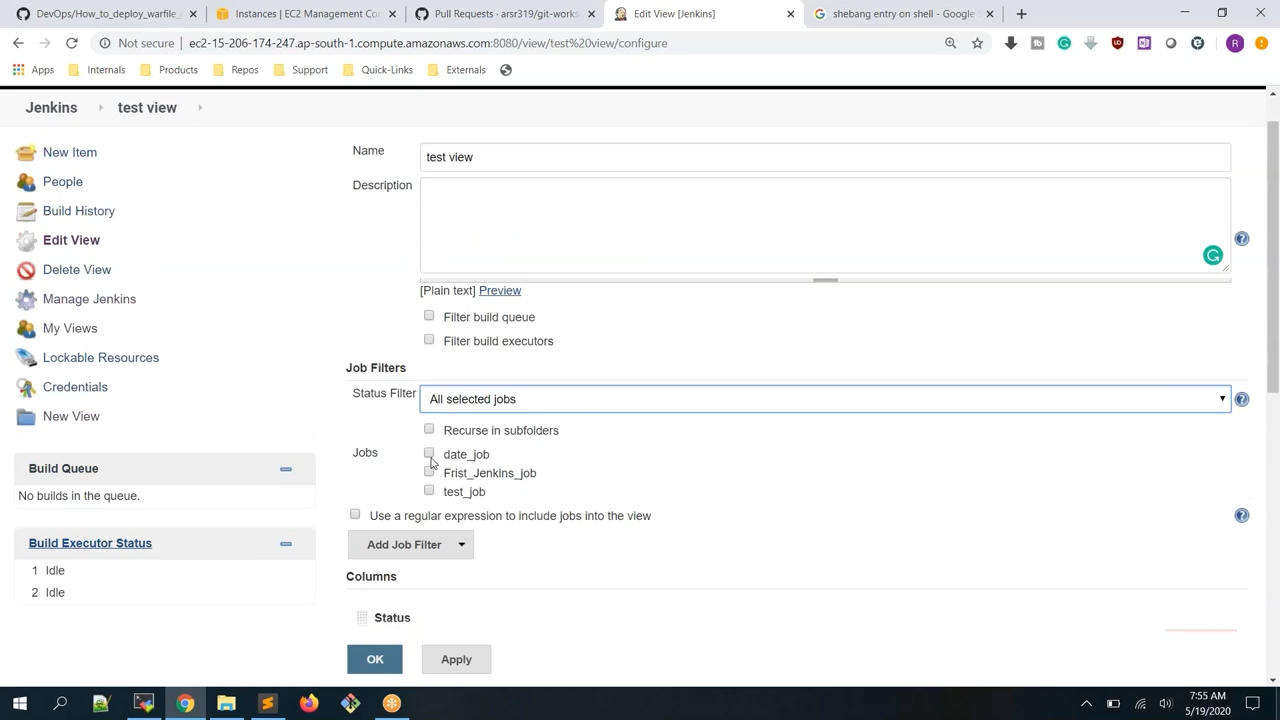 DevOps/How_to_deploy_warfile_
Instances | EC2 Management Co
Pull Requests · arsr319/git-works
Edit View [Jenkins]
shebang entry on shell - Google
Not secure | ec2-15-206-174-247.ap-south-1.compute.amazonaws.com:8080/view/test%20view/configure
R
Apps
Internals
Products
Repos
Support
Quick-Links
Externals
Jenkins
test view
New Item
People
Build History
Edit View
Delete View
Manage Jenkins
My Views
Lockable Resources
Credentials
New View
Build Queue
No builds in the queue.
Build Executor Status
1 Idle
2 Idle
Name
test view
Description
[Plain text] Preview
Filter build queue
Filter build executors
Job Filters
Status Filter
All selected jobs
Recurse in subfolders
Jobs
date_job
Frist_Jenkins_job
test_job
Use a regular expression to include jobs into the view
Add Job Filter
Columns
Status
OK
Apply
7:55 AM
5/19/2020